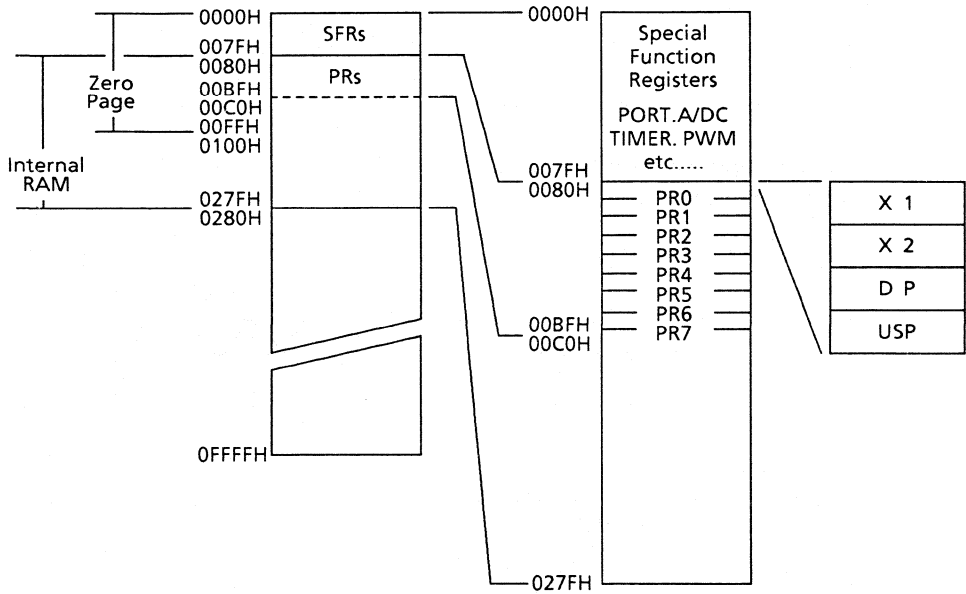 0000H
007FH
0080H
00BFH
00C0H
00FFH
0100H
027FH
0280H
0FFFFH
Zero
Page
Internal
RAM
SFRs
PRs
0000H
007FH
0080H
00BFH
00C0H
027FH
Special
Function
Registers
PORT.A/DC
TIMER. PWM
etc.....
PR0
PR1
PR2
PR3
PR4
PR5
PR6
PR7
X 1
X 2
D P
USP